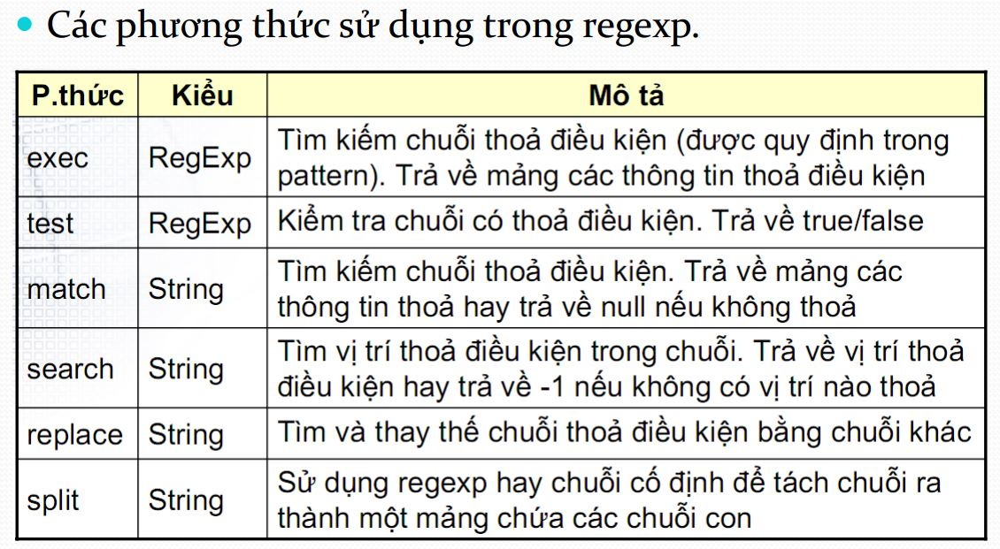 Các phương thức sử dụng trong regexp.
P.thức Kiểu Mô tả
exec RegExp Tìm kiếm chuỗi thoả điều kiện (được quy định trong
pattern). Trả về mảng các thông tin thoả điều kiện
test RegExp Kiểm tra chuỗi có thoả điều kiện. Trả về true/false
match String Tìm kiếm chuỗi thoả điều kiện. Trả về mảng các
thông tin thoả hay trả về null nếu không thoả
search String Tìm vị trí thoả điều kiện trong chuỗi. Trả về vị trí thoả
điều kiện hay trả về -1 nếu không có vị trí nào thoả
replace String Tìm và thay thế chuỗi thoả điều kiện bằng chuỗi khác
split String Sử dụng regexp hay chuỗi cố định để tách chuỗi ra
thành một mảng chứa các chuỗi con